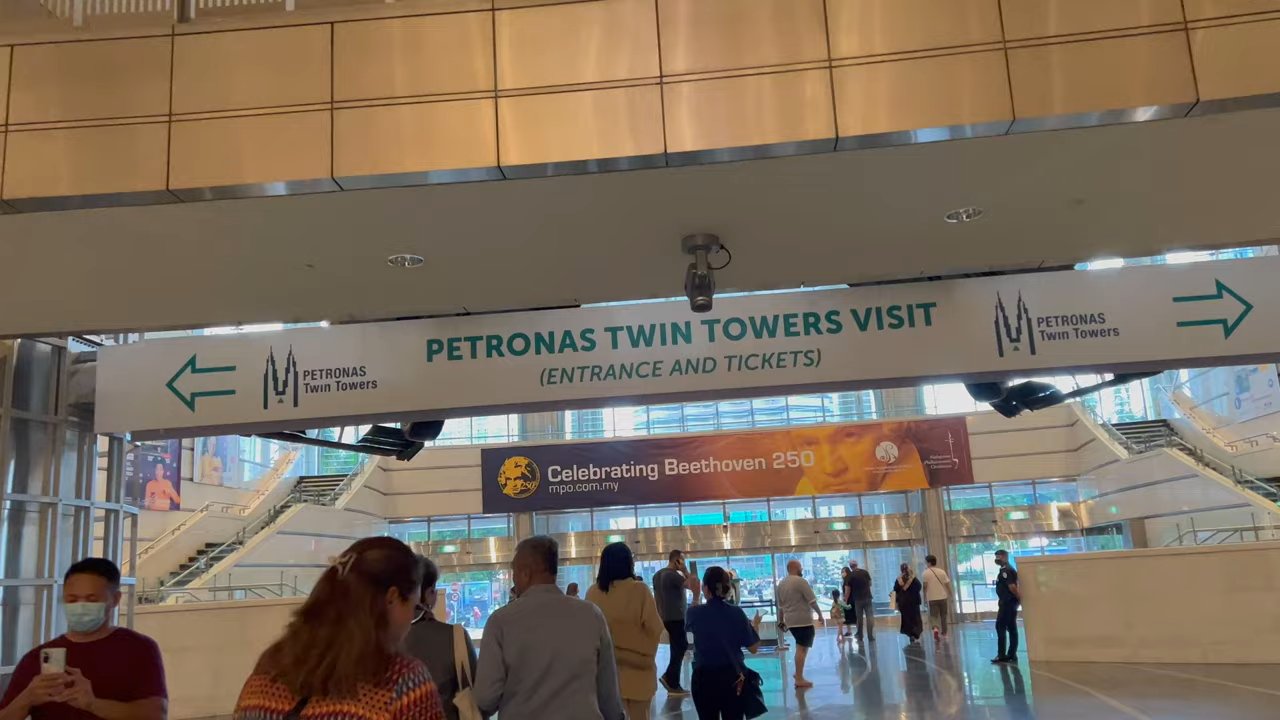 PETRONAS TWIN TOWERS VISIT
(ENTRANCE AND TICKETS)
PETRONAS
Twin Towers
PETRONAS
Twin Towers
Celebrating Beethoven 250
mpo.com.my
250